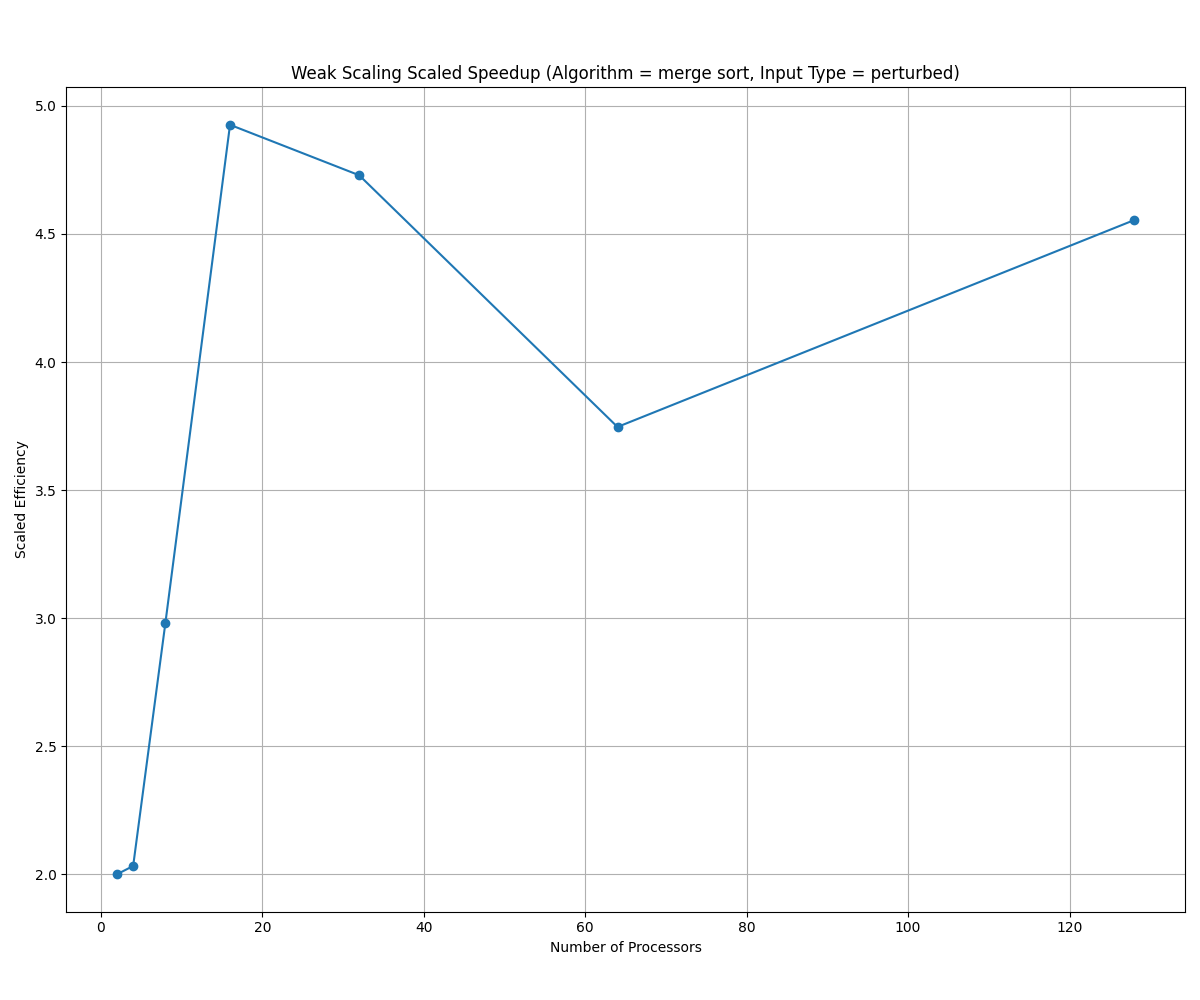 Weak Scaling Scaled Speedup (Algorithm = merge sort, Input Type = perturbed)
5.0
4.5
4.0
3.5
3.0
2.5
2.0
Scaled Efficiency
0 20 40 60 80 100 120
Number of Processors